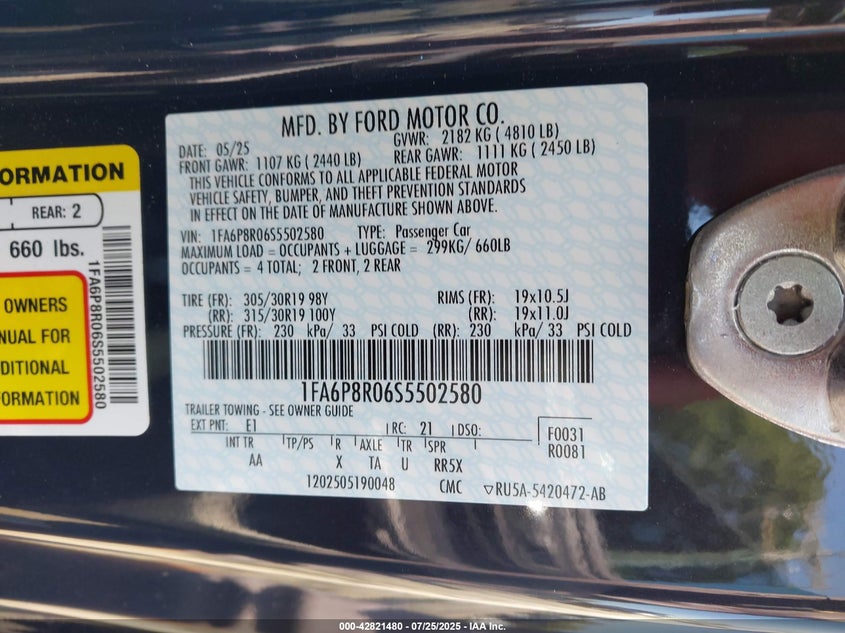 ORMATION
REAR: 2
660 lbs.
OWNERS
NUAL FOR
DITIONAL
FORMATION
1FA6P8R06S5502580
MFD. BY FORD MOTOR CO.
DATE: 05/25 GVWR: 2182 KG ( 4810 LB)
FRONT GAWR: 1107 KG ( 2440 LB) REAR GAWR: 1111 KG ( 2450 LB)
THIS VEHICLE CONFORMS TO ALL APPLICABLE FEDERAL MOTOR
VEHICLE SAFETY, BUMPER, AND THEFT PREVENTION STANDARDS
IN EFFECT ON THE DATE OF MANUFACTURE SHOWN ABOVE.
VIN: 1FA6P8R06S5502580 TYPE: Passenger Car
MAXIMUM LOAD = OCCUPANTS + LUGGAGE = 299KG/ 660LB
OCCUPANTS = 4 TOTAL; 2 FRONT, 2 REAR
TIRE (FR): 305/30R19 98Y RIMS (FR): 19x10.5J
(RR): 315/30R19 100Y (RR): 19x11.0J
PRESSURE (FR): 230 kPa/ 33 PSI COLD (RR): 230 kPa/ 33 PSI COLD
1FA6P8R06S5502580
TRAILER TOWING - SEE OWNER GUIDE
EXT PNT: E1 RC: 21 DSO: F0031
R0081
INT TR TP/PS R AXLE TR SPR
AA X TA U RR5X
1202505190048 CMC ▽RU5A-5420472-AB
000-42821480 - 07/25/2025 - IAA Inc.